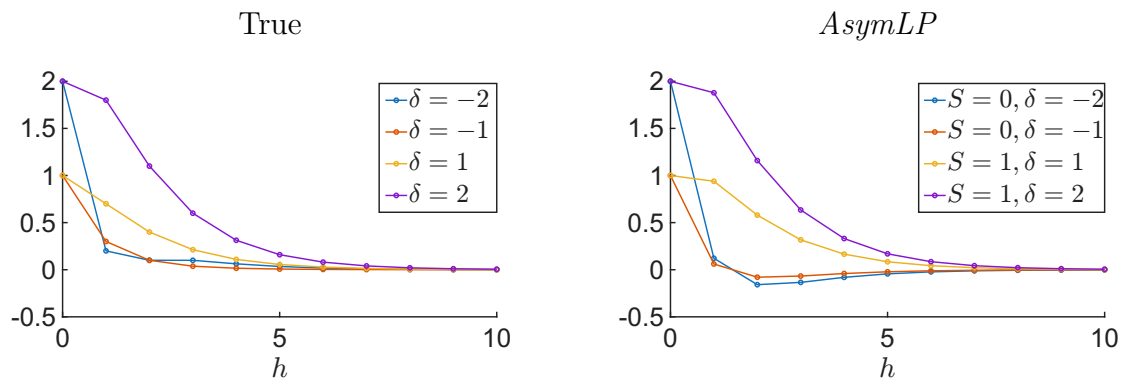 True
2
1.5
1
0.5
0
-0.5
0
5
10
h
δ = −2
δ = −1
δ = 1
δ = 2
AsymLP
2
1.5
1
0.5
0
-0.5
0
5
10
h
S = 0, δ = −2
S = 0, δ = −1
S = 1, δ = 1
S = 1, δ = 2